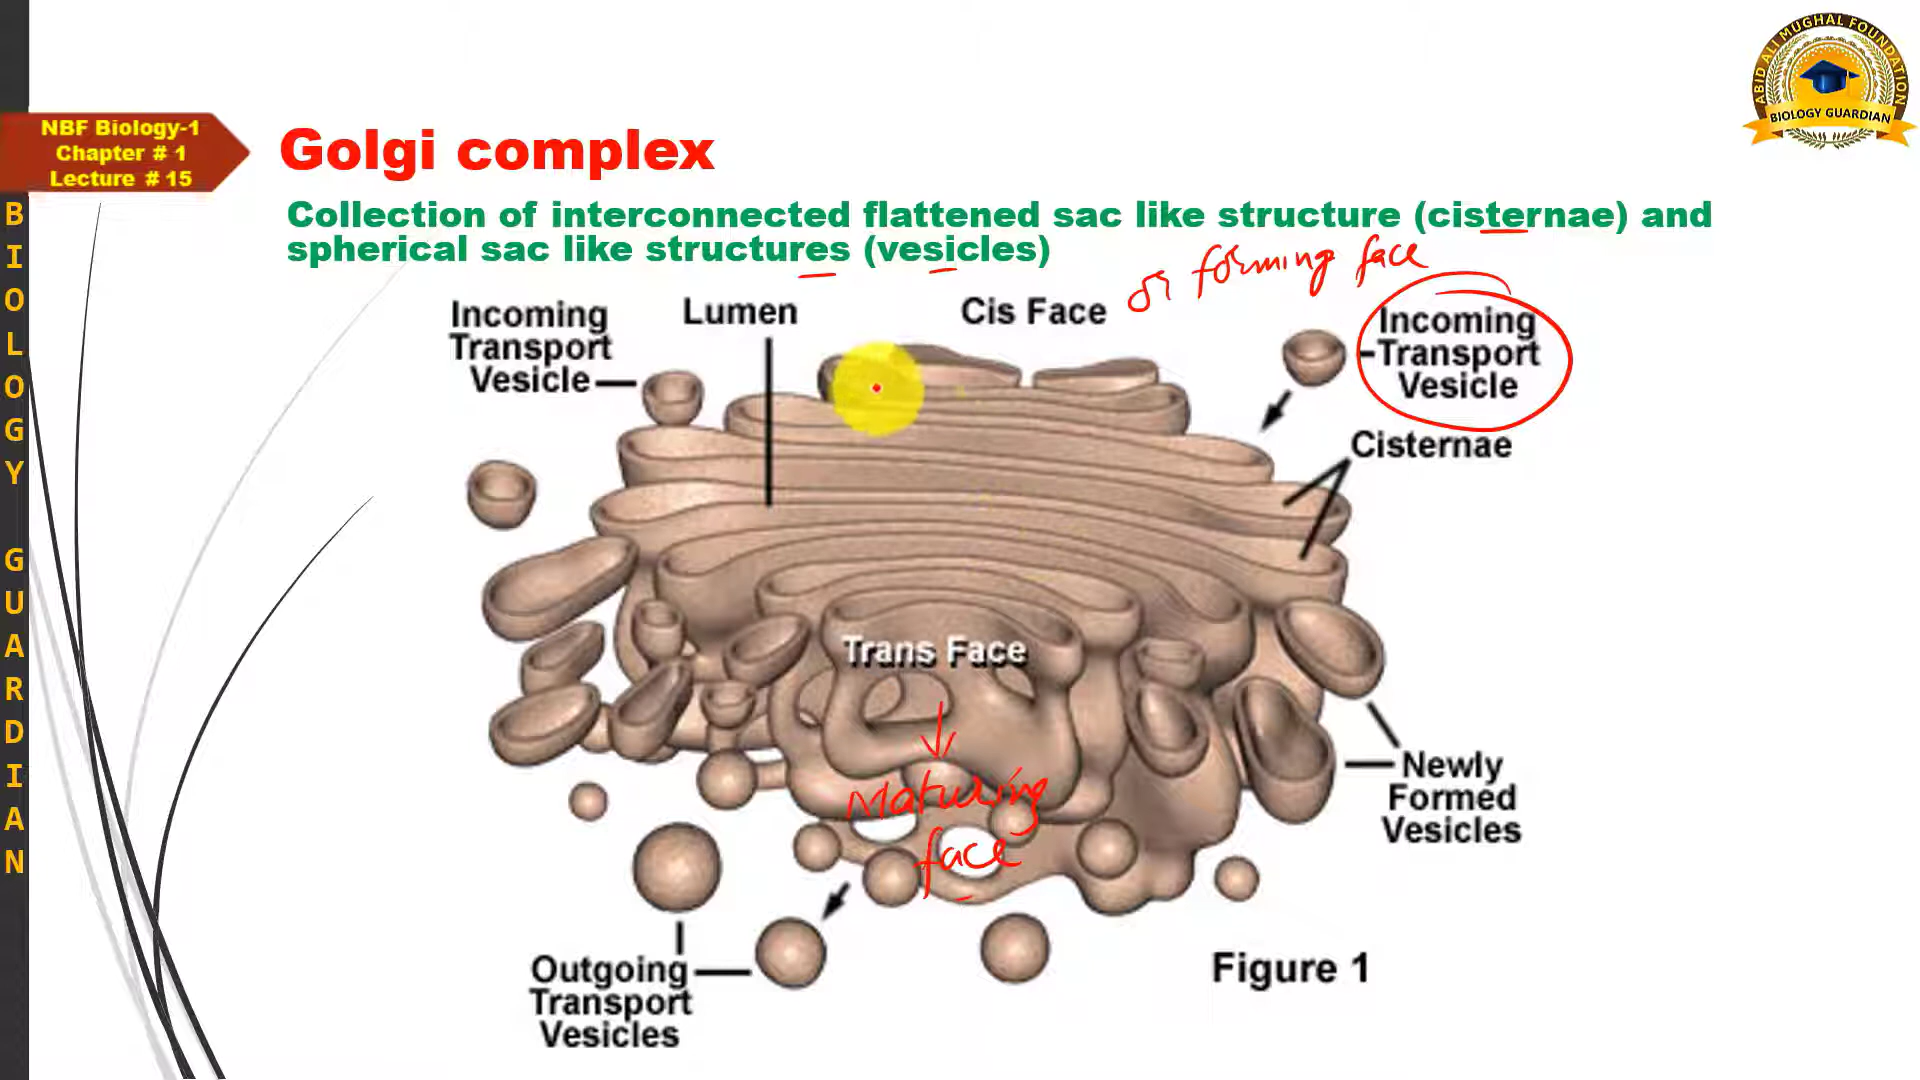 ABID ALI MUGHAL FOUNDATION
BIOLOGY GUARDIAN
NBF Biology-1
Chapter # 1
Lecture # 15
BIOLOGY GUARDIAN
Golgi complex
Collection of interconnected flattened sac like structure (cisternae) and
spherical sac like structures (vesicles)
or forming face
Incoming
Transport
Vesicle
Lumen
Cis Face
Incoming
Transport
Vesicle
Cisternae
Trans Face
Maturing
face
Newly
Formed
Vesicles
Outgoing
Transport
Vesicles
Figure 1